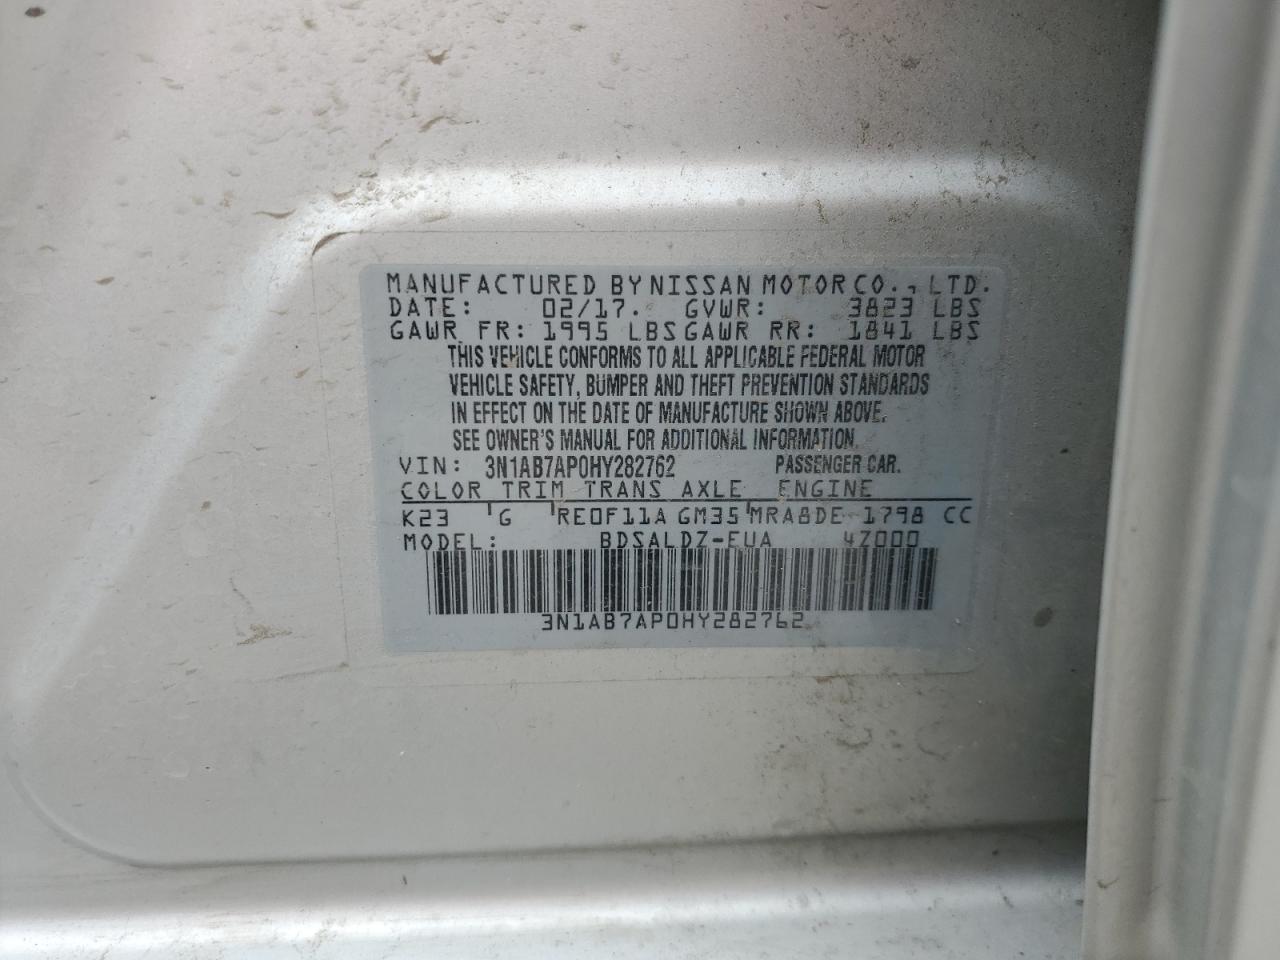 MANUFACTURED BY NISSAN MOTOR CO., LTD.
DATE: 02/17. GVWR: 3823 LBS
GAWR FR: 1995 LBS GAWR RR: 1841 LBS
THIS VEHICLE CONFORMS TO ALL APPLICABLE FEDERAL MOTOR
VEHICLE SAFETY, BUMPER AND THEFT PREVENTION STANDARDS
IN EFFECT ON THE DATE OF MANUFACTURE SHOWN ABOVE.
SEE OWNER'S MANUAL FOR ADDITIONAL INFORMATION.
VIN: 3N1AB7AP0HY282762 PASSENGER CAR.
COLOR TRIM TRANS AXLE ENGINE
K23 G RE0F11A GM35 MRA8DE 1798 CC
MODEL: BDSALDZ-EUA 4Z000
3N1AB7AP0HY282762